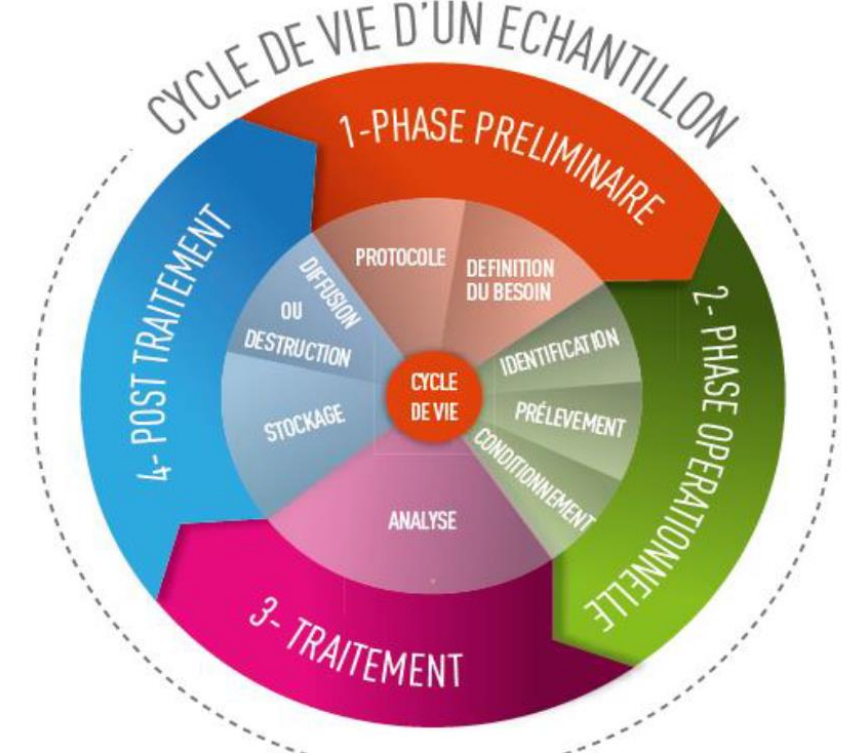 CYCLE DE VIE D'UN ECHANTILLON
1-PHASE PRELIMINAIRE
PROTOCOLE
DEFINITION
DU BESOIN
2- PHASE OPERATIONNELLE
IDENTIFICATION
PRÉLEVEMENT
CONDITIONNEMENT
3- TRAITEMENT
ANALYSE
4- POST TRAITEMENT
STOCKAGE
DIFFUSION
OU
DESTRUCTION
CYCLE
DE VIE